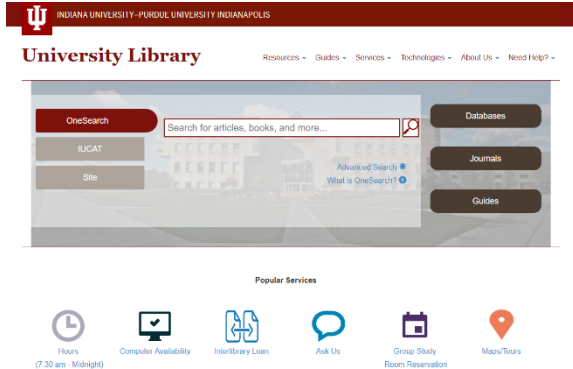 INDIANA UNIVERSITY–PURDUE UNIVERSITY INDIANAPOLIS
University Library
Resources Guides Services Technologies About Us Need Help?
OneSearch
IUCAT
Site
Search for articles, books, and more...
Advanced Search
What is OneSearch?
Databases
Journals
Guides
Popular Services
Hours
(7:30 am - Midnight)
Computer Availability
Interlibrary Loan
Ask Us
Group Study
Room Reservation
Maps/Tours